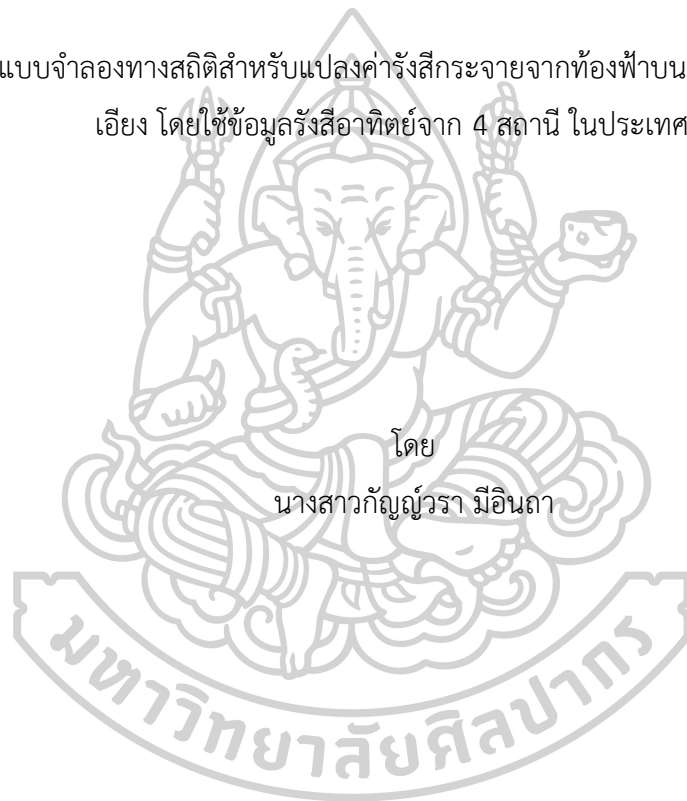 แบบจำลองทางสถิติสำหรับแปลงค่ารังสีกระจายจากท้องฟ้าบน
เอียง โดยใช้ข้อมูลรังสีอาทิตย์จาก 4 สถานี ในประเทศ
โดย
นางสาวกัญญ์วรา มีอินถา
มหาวิทยาลัยศิลปากร